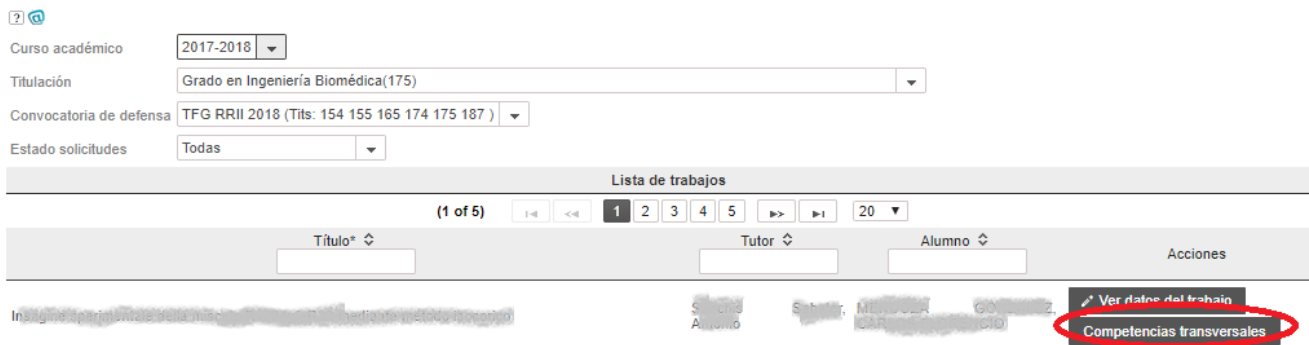 ?
Curso académico 2017-2018
Titulación Grado en Ingeniería Biomédica(175)
Convocatoria de defensa TFG RRII 2018 (Tits: 154 155 165 174 175 187 )
Estado solicitudes Todas
Lista de trabajos
(1 of 5) 1 2 3 4 5 20
Título* Tutor Alumno Acciones
Ver datos del trabajo
Competencias transversales